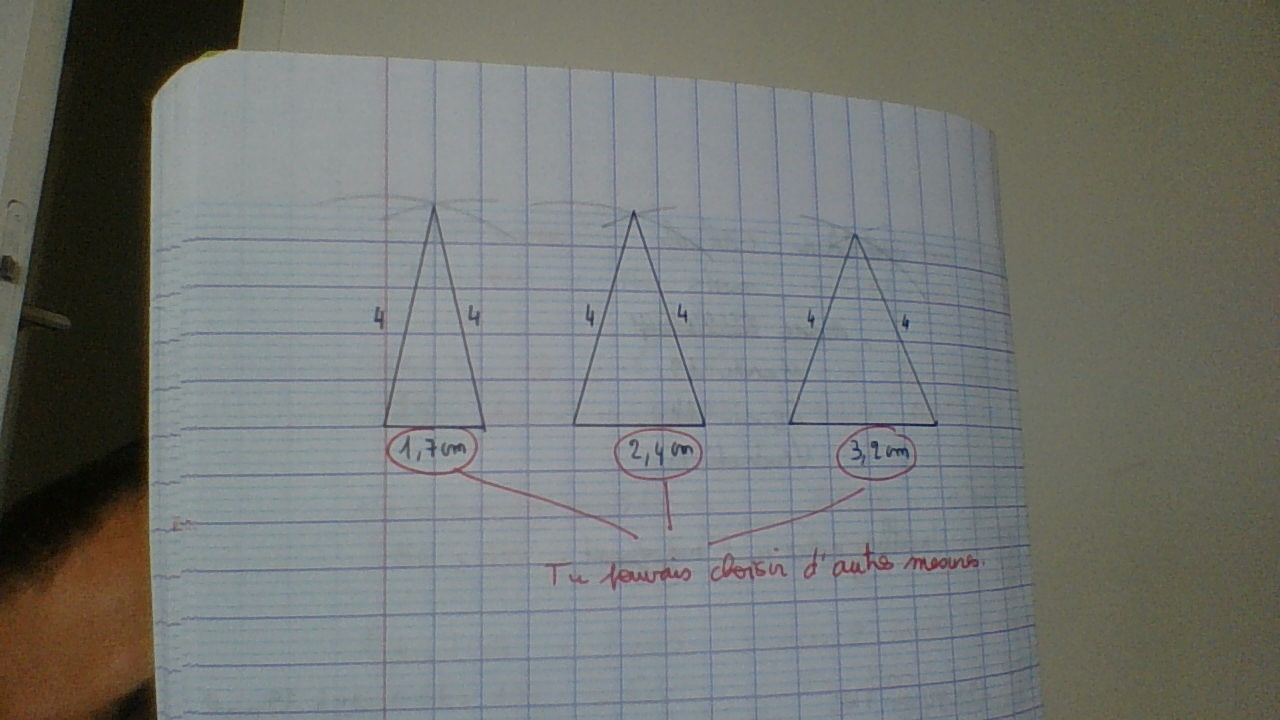 4 4 4 4 4 4
1,7cm 2,4cm 3,2cm
Tu pouvais choisir d'autres mesures.